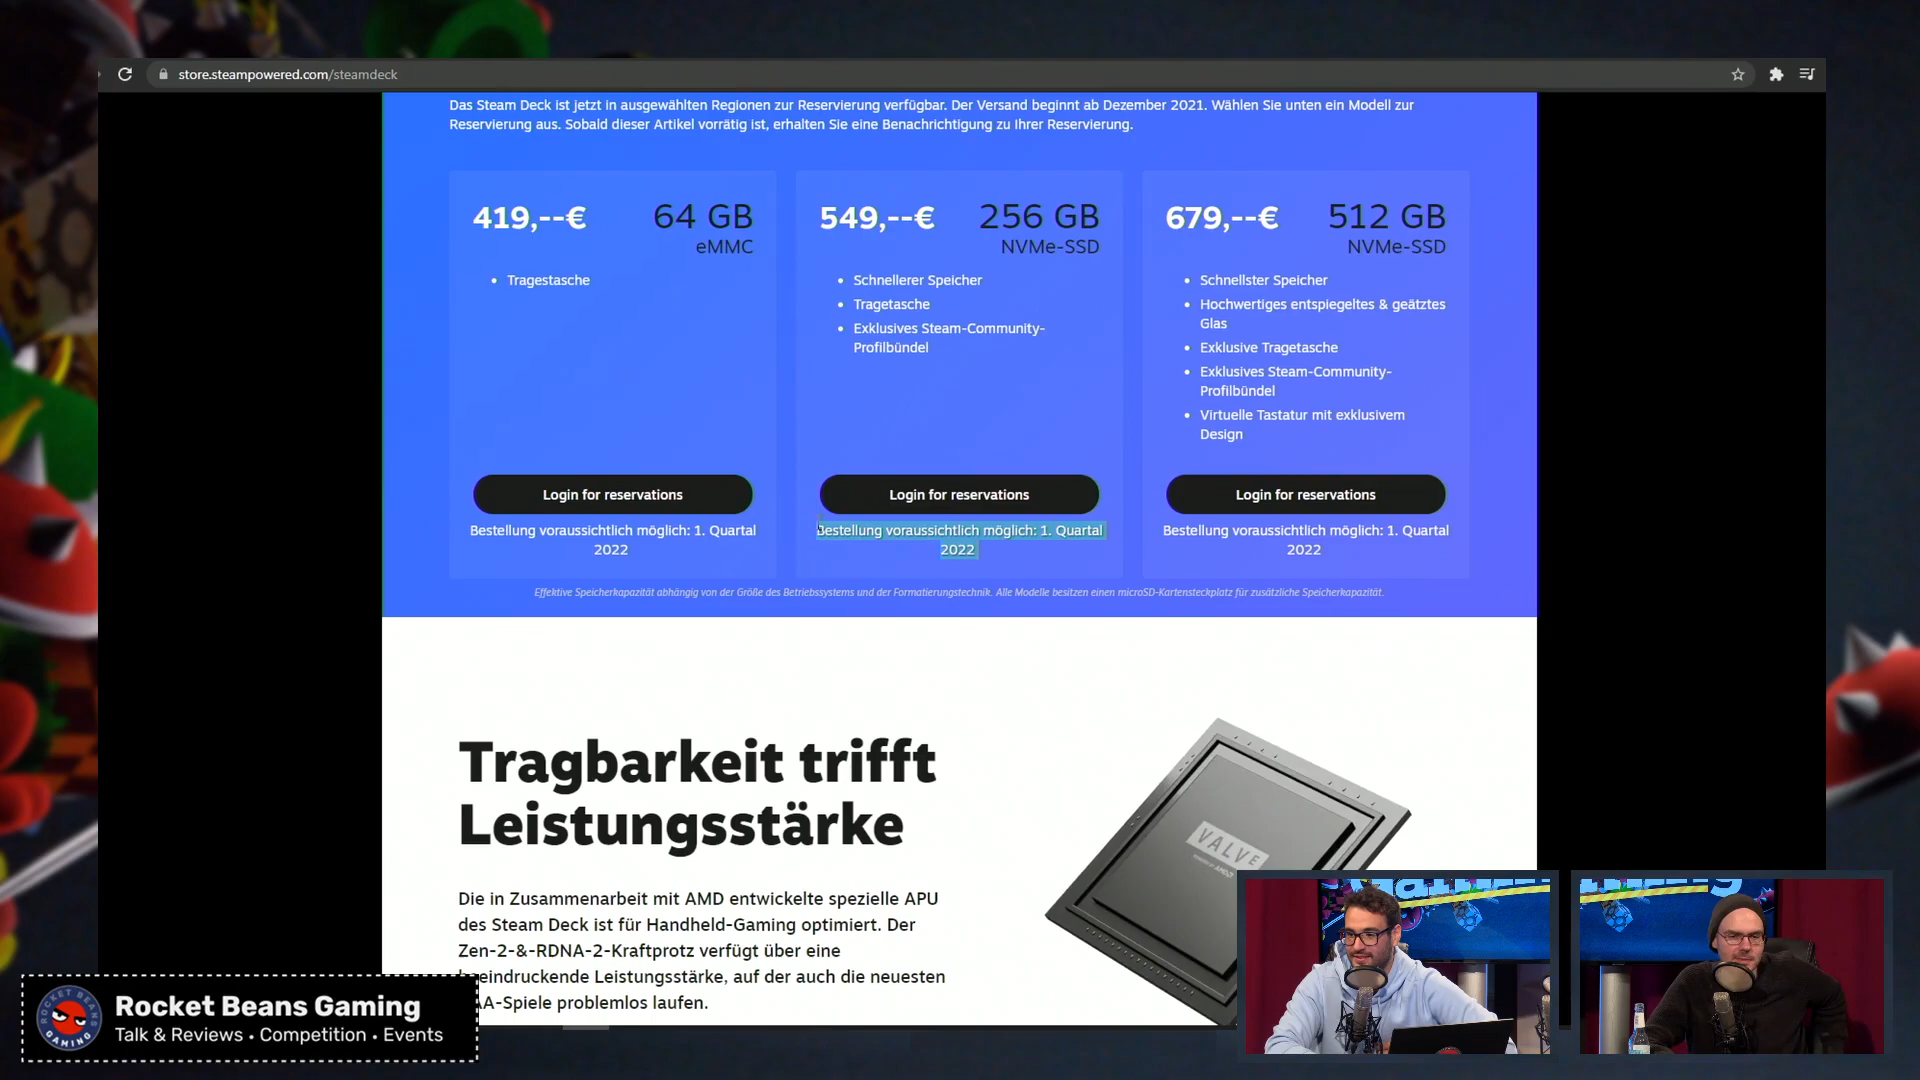 store.steampowered.com/steamdeck
Das Steam Deck ist jetzt in ausgewählten Regionen zur Reservierung verfügbar. Der Versand beginnt ab Dezember 2021. Wählen Sie unten ein Modell zur
Reservierung aus. Sobald dieser Artikel vorrätig ist, erhalten Sie eine Benachrichtigung zu Ihrer Reservierung.
419,--€
64 GB
eMMC
• Tragestasche
Login for reservations
Bestellung voraussichtlich möglich: 1. Quartal
2022
549,--€
256 GB
NVMe-SSD
• Schnellerer Speicher
• Tragetasche
• Exklusives Steam-Community-
Profilbündel
Login for reservations
Bestellung voraussichtlich möglich: 1. Quartal
2022
679,--€
512 GB
NVMe-SSD
• Schnellster Speicher
• Hochwertiges entspiegeltes & geätztes
Glas
• Exklusive Tragetasche
• Exklusives Steam-Community-
Profilbündel
• Virtuelle Tastatur mit exklusivem
Design
Login for reservations
Bestellung voraussichtlich möglich: 1. Quartal
2022
Effektive Speicherkapazität abhängig von der Größe des Betriebssystems und der Formatierungstechnik. Alle Modelle besitzen einen microSD-Kartensteckplatz für zusätzliche Speicherkapazität.
Tragbarkeit trifft
Leistungsstärke
Die in Zusammenarbeit mit AMD entwickelte spezielle APU
des Steam Deck ist für Handheld-Gaming optimiert. Der
Zen-2-&-RDNA-2-Kraftprotz verfügt über eine
beeindruckende Leistungsstärke, auf der auch die neuesten
AA-Spiele problemlos laufen.
VALVE
Rocket Beans Gaming
Talk & Reviews • Competition • Events
ROCKET BEANS
GAMING